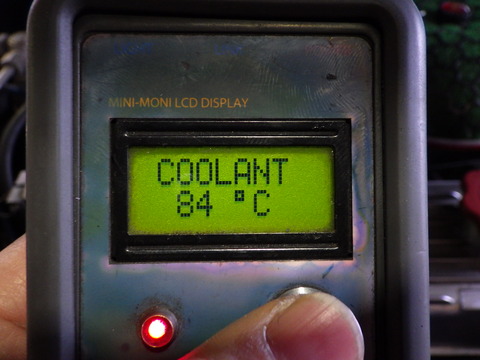 MINI-MONI LCD DISPLAY
COOLANT
84 °C